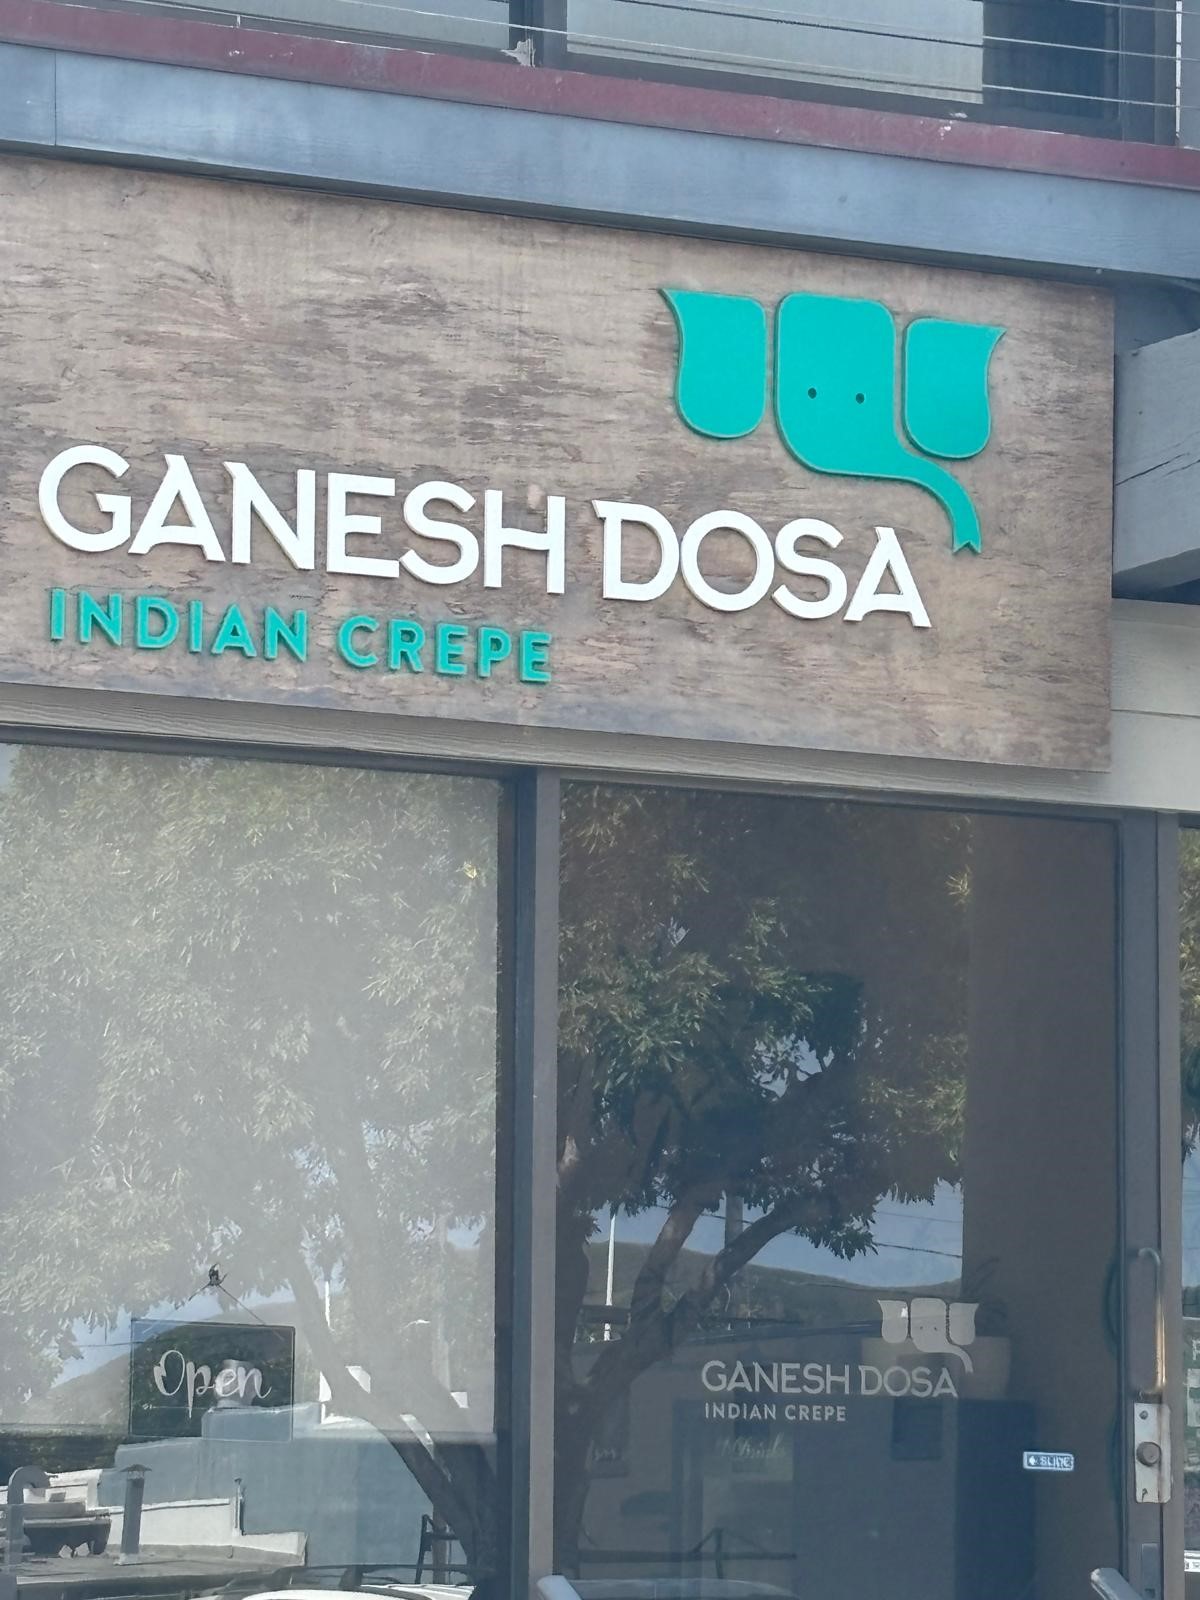 GANESH DOSA
INDIAN CREPE
Open
GANESH DOSA
INDIAN CREPE
SLIDE